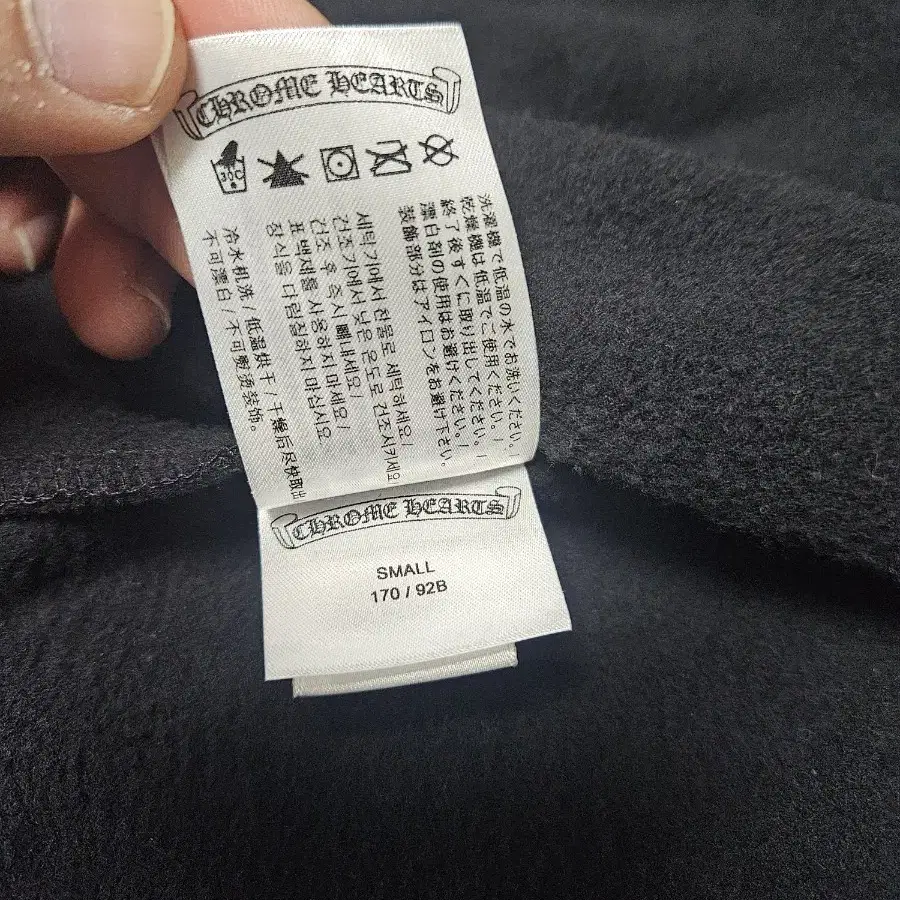 CHROME HEARTS
30C
洗濯機で低温の水でお洗いください。/
乾燥機は低温でご使用ください。/
終了後すぐに取り出してください。/
漂白剤の使用はお避けください。/
装飾部分はアイロンをお避け下さい。
세탁기에서 찬물로 세탁하세요/
건조기에서 낮은 온도로 건조시키세요
건조 후 즉시 빼내세요/
표백제를 사용하지 마세요/
장식을 다림질하지 마십시오
冷水机洗/低温烘干/干燥后尽快取出
不可漂白/不可熨烫装饰。
CHROME HEARTS
SMALL
170 / 92B